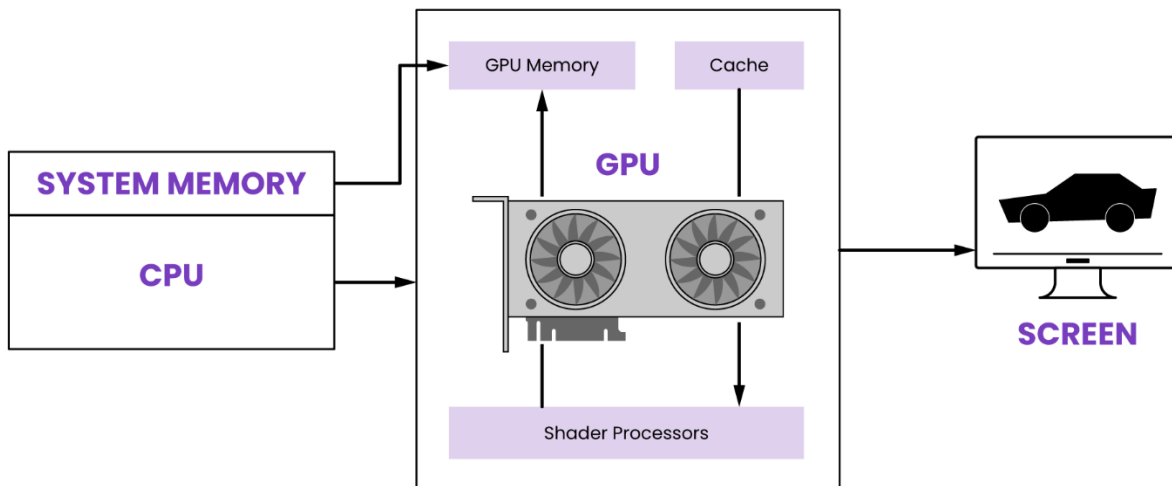 SYSTEM MEMORY
CPU
GPU Memory
Cache
GPU
Shader Processors
SCREEN